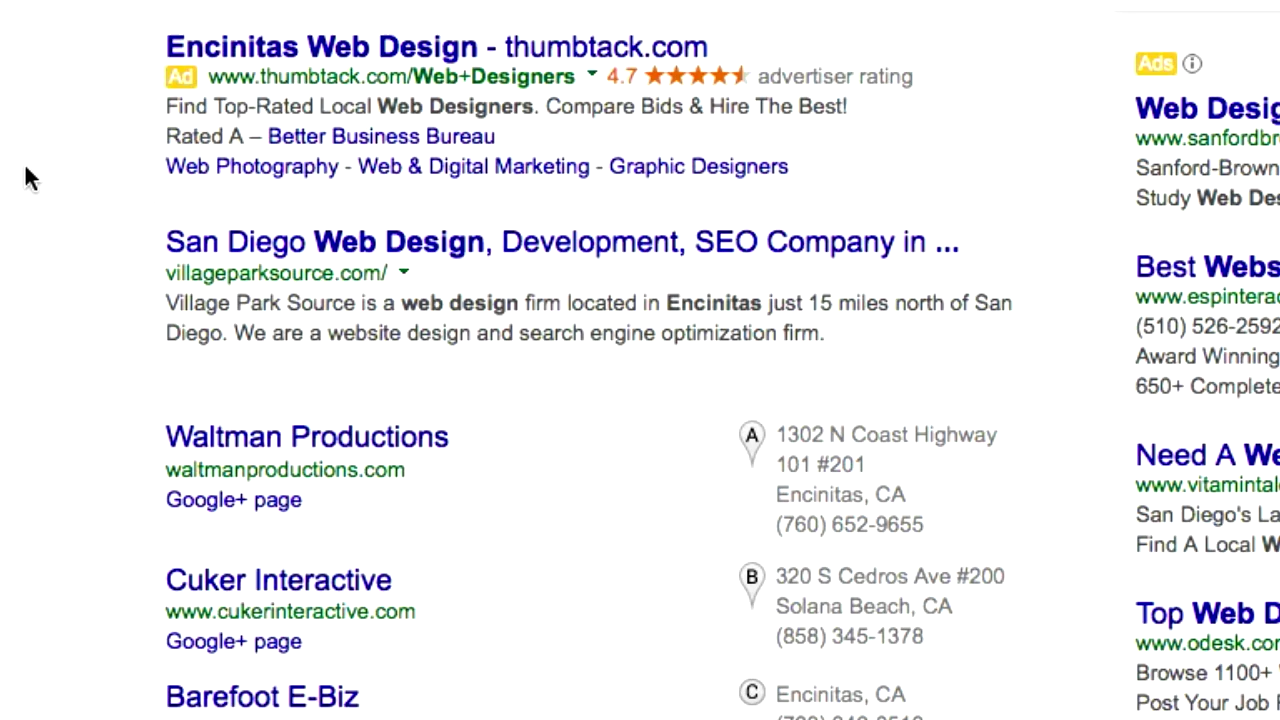 Encinitas Web Design - thumbtack.com
Ad www.thumbtack.com/Web+Designers 4.7 advertiser rating
Find Top-Rated Local Web Designers. Compare Bids & Hire The Best!
Rated A – Better Business Bureau
Web Photography - Web & Digital Marketing - Graphic Designers
San Diego Web Design, Development, SEO Company in ...
villageparksource.com/
Village Park Source is a web design firm located in Encinitas just 15 miles north of San
Diego. We are a website design and search engine optimization firm.
Waltman Productions
waltmanproductions.com
Google+ page
A 1302 N Coast Highway
101 #201
Encinitas, CA
(760) 652-9655
Cuker Interactive
www.cukerinteractive.com
Google+ page
B 320 S Cedros Ave #200
Solana Beach, CA
(858) 345-1378
Barefoot E-Biz
C Encinitas, CA
Ads
Web Desig
www.sanfordbr
Sanford-Brown
Study Web Des
Best Webs
www.espinterac
(510) 526-2592
Award Winning
650+ Complete
Need A We
www.vitamintal
San Diego's La
Find A Local W
Top Web D
www.odesk.com
Browse 1100+
Post Your Job